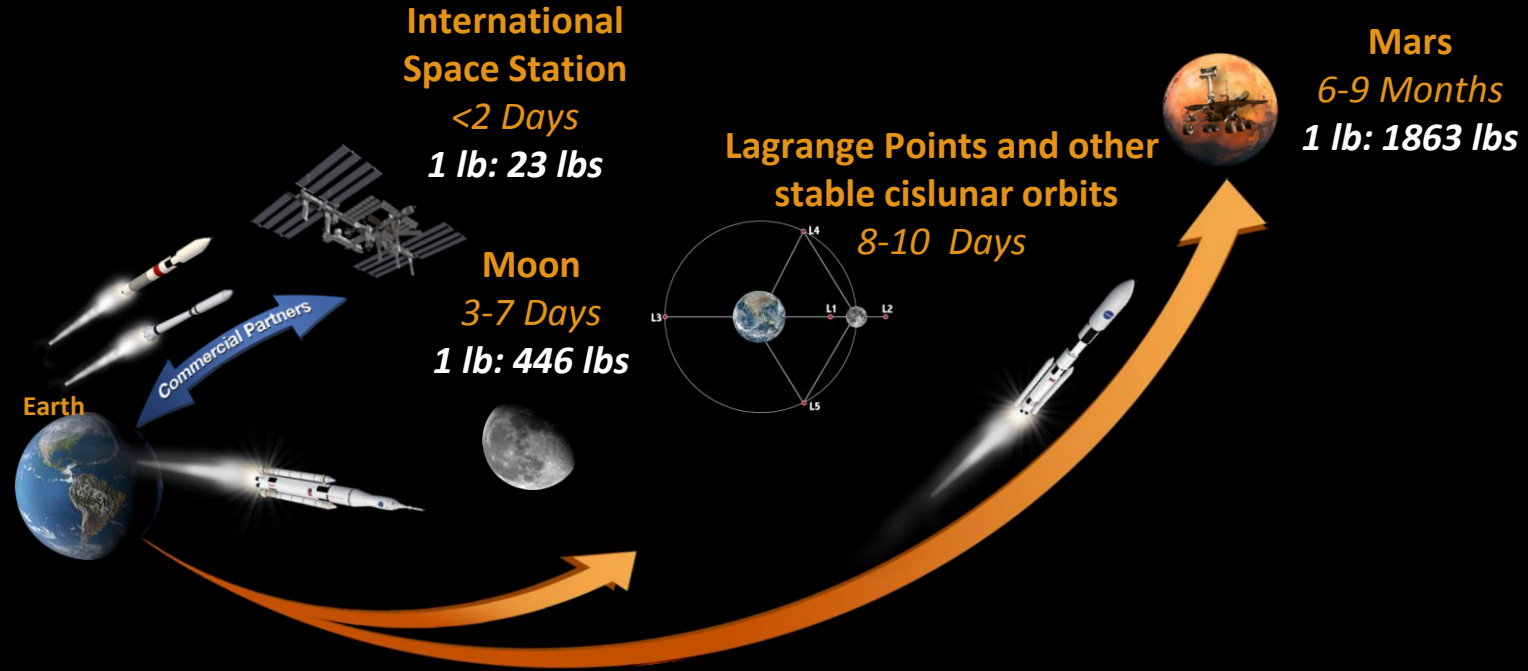 International
Space Station
<2 Days
1 lb: 23 lbs
Mars
6-9 Months
1 lb: 1863 lbs
Lagrange Points and other
stable cislunar orbits
8-10 Days
Moon
3-7 Days
1 lb: 446 lbs
Commercial Partners
Earth
L4
L3
L1
L2
L5